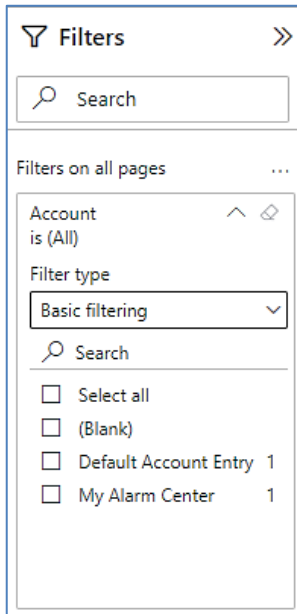 Filters
Search
Filters on all pages ...
Account
is (All)
Filter type
Basic filtering
Search
Select all
(Blank)
Default Account Entry 1
My Alarm Center 1